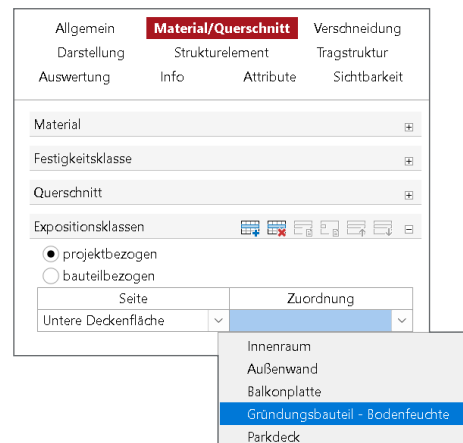 Allgemein Material/Querschnitt Verschneidung
Darstellung Strukturelement Tragstruktur
Auswertung Info Attribute Sichtbarkeit
Material
Festigkeitsklasse
Querschnitt
Expositionsklassen
projektbezogen
bauteilbezogen
Seite Zuordnung
Untere Deckenfläche
Innenraum
Außenwand
Balkonplatte
Gründungsbauteil - Bodenfeuchte
Parkdeck